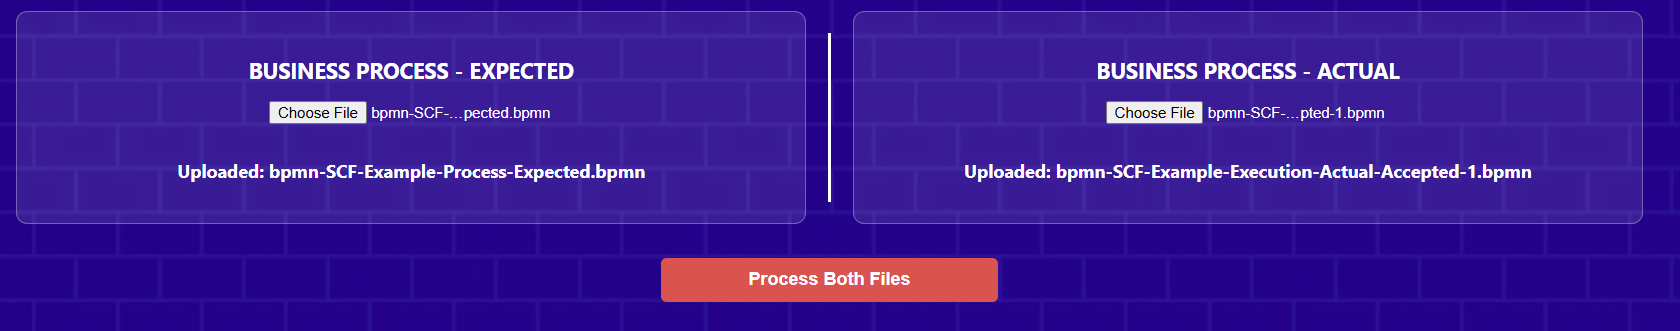 BUSINESS PROCESS - EXPECTED
Choose File bpmn-SCF-...pected.bpmn
Uploaded: bpmn-SCF-Example-Process-Expected.bpmn
BUSINESS PROCESS - ACTUAL
Choose File bpmn-SCF-...pted-1.bpmn
Uploaded: bpmn-SCF-Example-Execution-Actual-Accepted-1.bpmn
Process Both Files